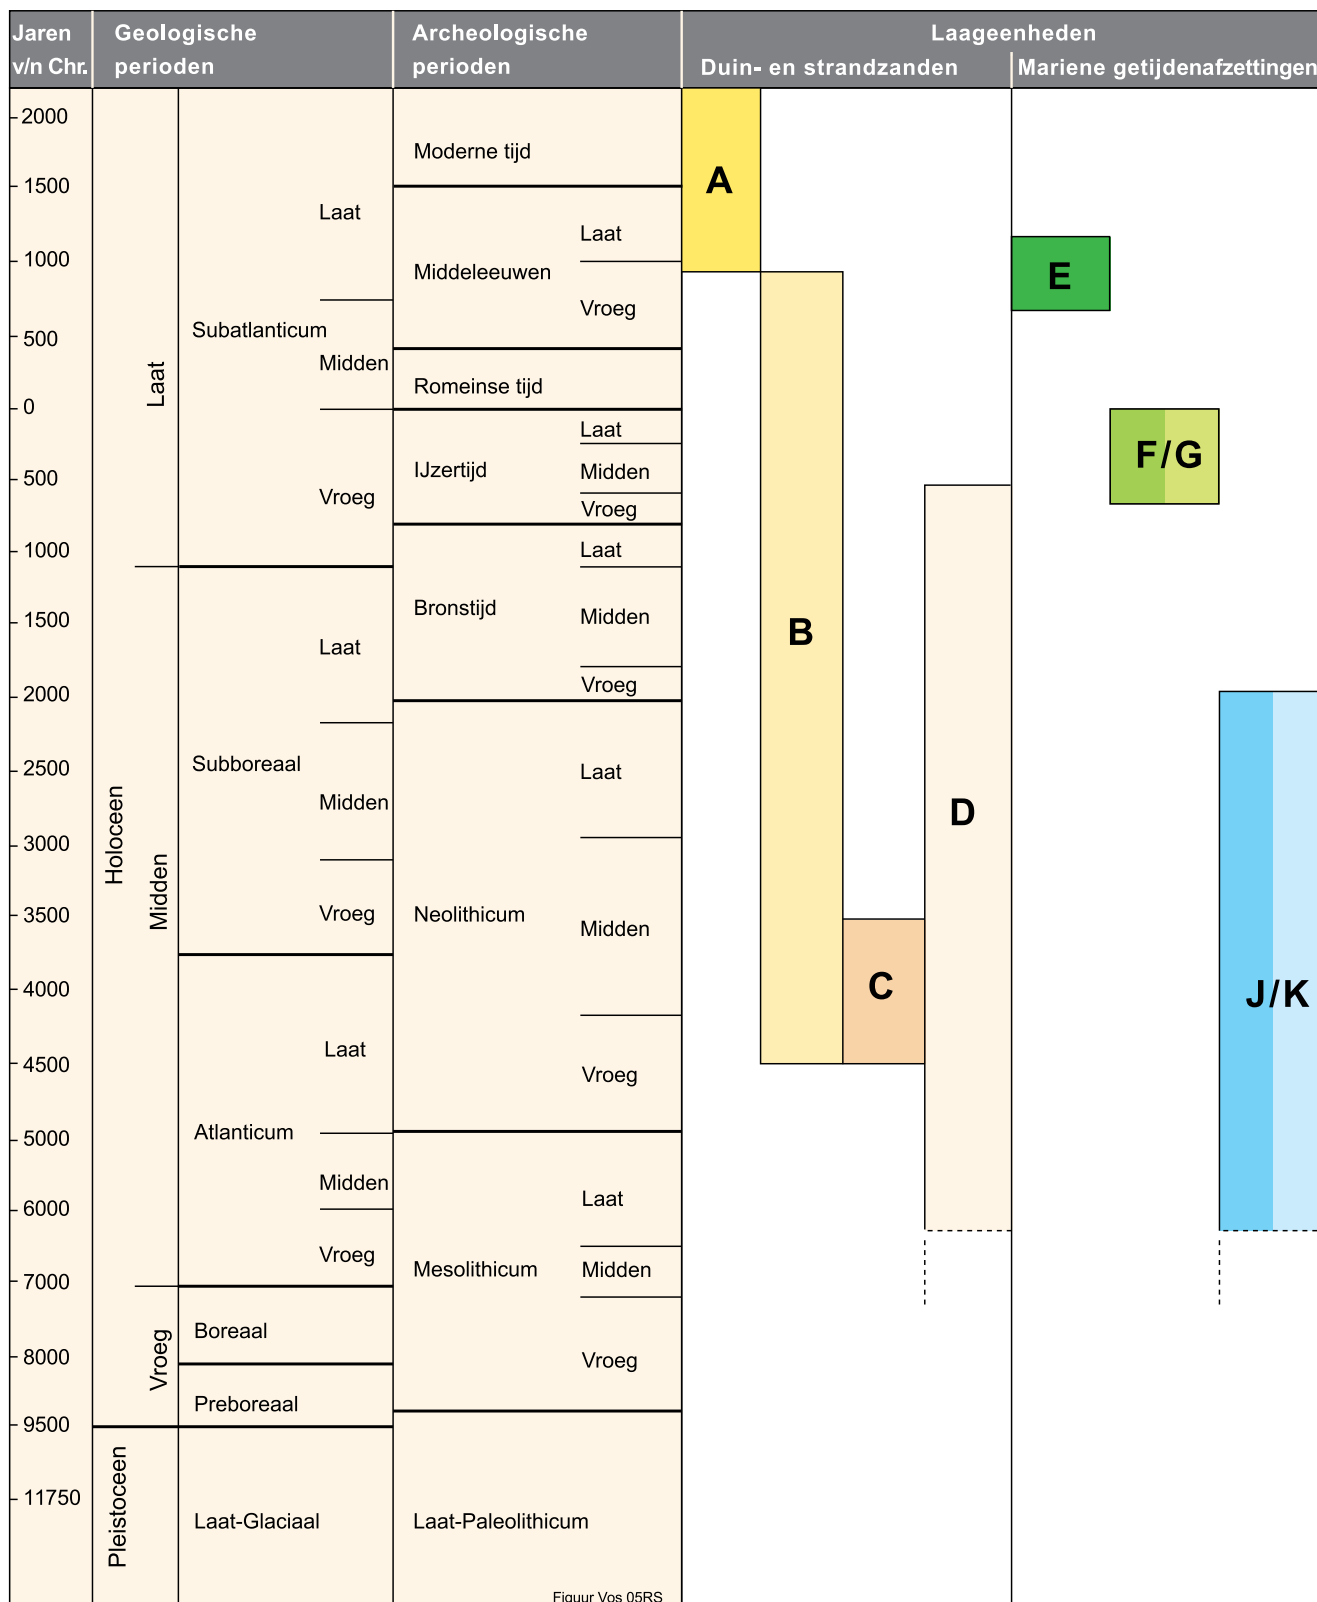 Jaren
v/n Chr.
Geologische
perioden
Archeologische
perioden
Laageenheden
Duin- en strandzanden
Mariene getijdenafzettingen
2000
1500
1000
500
0
500
1000
1500
2000
2500
3000
3500
4000
4500
5000
6000
7000
8000
9500
11750
Holoceen
Pleistoceen
Laat
Midden
Vroeg
Subatlanticum
Laat
Midden
Vroeg
Subboreaal
Laat
Midden
Vroeg
Atlanticum
Laat
Midden
Vroeg
Boreaal
Preboreaal
Laat-Glaciaal
Moderne tijd
Middeleeuwen
Laat
Vroeg
Romeinse tijd
IJzertijd
Laat
Midden
Vroeg
Bronstijd
Laat
Midden
Vroeg
Neolithicum
Laat
Midden
Vroeg
Mesolithicum
Laat
Midden
Vroeg
Laat-Paleolithicum
Figuur Vos 05RS
A
B
C
D
E
F/G
J/K